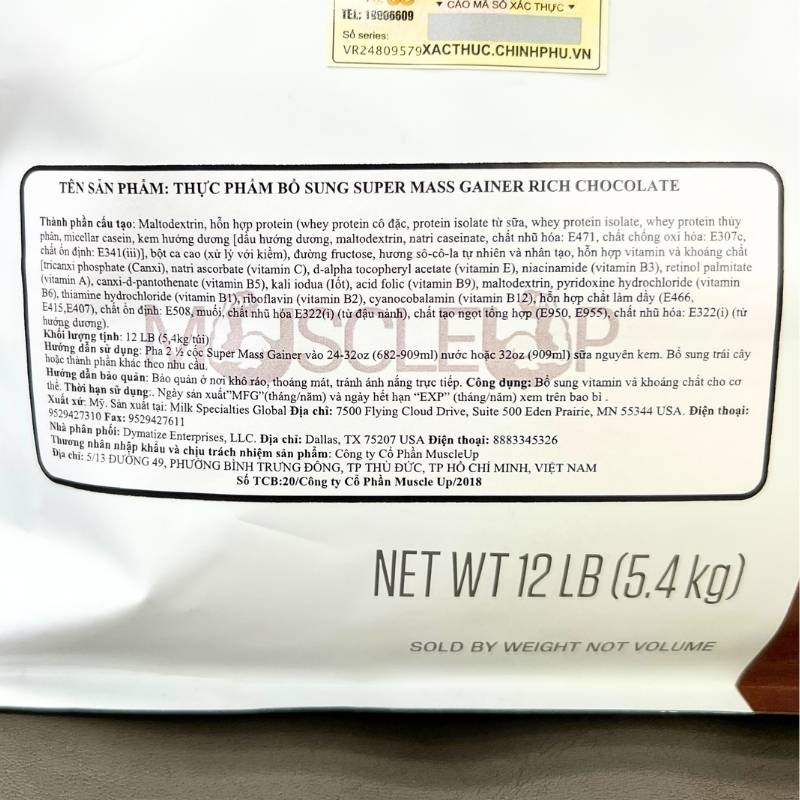 ▼ CÀO MÃ SỐ XÁC THỰC ▼
TEL: 19006609
Số series:
VR24809579 XACTHUC.CHINHPHU.VN
TÊN SẢN PHẨM: THỰC PHẨM BỔ SUNG SUPER MASS GAINER RICH CHOCOLATE
Thành phần cấu tạo: Maltodextrin, hỗn hợp protein (whey protein cô đặc, protein isolate từ sữa, whey protein isolate, whey protein thủy
phân, micellar casein, kem hướng dương [dầu hướng dương, maltodextrin, natri caseinate, chất nhũ hóa: E471, chất chống oxi hóa: E307c,
chất ổn định: E341(iii)], bột ca cao (xử lý với kiềm), đường fructose, hương sô-cô-la tự nhiên và nhân tạo, hỗn hợp vitamin và khoáng chất
[tricanxi phosphate (Canxi), natri ascorbate (vitamin C), d-alpha tocopheryl acetate (vitamin E), niacinamide (vitamin B3), retinol palmitate
(vitamin A), canxi-d-pantothenate (vitamin B5), kali iodua (Iốt), acid folic (vitamin B9), maltodextrin, pyridoxine hydrochloride (vitamin
B6), thiamine hydrochloride (vitamin B1), riboflavin (vitamin B2), cyanocobalamin (vitamin B12), hỗn hợp chất làm dầy (E466,
E415,E407), chất ổn định: E508, muối, chất nhũ hóa E322(i) (từ đậu nành), chất tạo ngọt tổng hợp (E950, E955), chất nhũ hóa: E322(i) (từ
hướng dương).
MUSCLEUP
Khối lượng tịnh: 12 LB (5,4kg/túi)
Hướng dẫn sử dụng: Pha 2 ½ cốc Super Mass Gainer vào 24-32oz (682-909ml) nước hoặc 32oz (909ml) sữa nguyên kem. Bổ sung trái cây
hoặc thành phần khác theo nhu cầu.
Hướng dẫn bảo quản: Bảo quản ở nơi khô ráo, thoáng mát, tránh ánh nắng trực tiếp. Công dụng: Bổ sung vitamin và khoáng chất cho cơ
thể. Thời hạn sử dụng:. Ngày sản xuất"MFG"(tháng/năm) và ngày hết hạn "EXP" (tháng/năm) xem trên bao bì .
Xuất xứ: Mỹ. Sản xuất tại: Milk Specialties Global Địa chỉ: 7500 Flying Cloud Drive, Suite 500 Eden Prairie, MN 55344 USA. Điện thoại:
9529427310 Fax: 9529427611
Nhà phân phối: Dymatize Enterprises, LLC. Địa chỉ: Dallas, TX 75207 USA Điện thoại: 8883345326
Thương nhân nhập khẩu và chịu trách nhiệm sản phẩm: Công ty Cổ Phần MuscleUp
Địa chỉ: 5/13 ĐƯỜNG 49, PHƯỜNG BÌNH TRƯNG ĐÔNG, TP THỦ ĐỨC, TP HỒ CHÍ MINH, VIỆT NAM
Số TCB:20/Công ty Cổ Phần Muscle Up/2018
NET WT 12 LB (5.4 kg)
SOLD BY WEIGHT NOT VOLUME